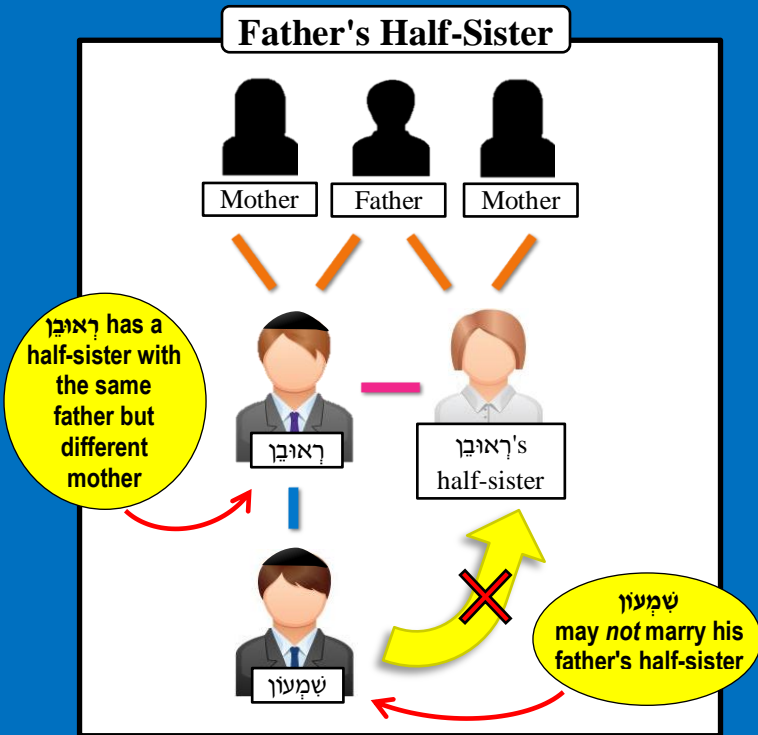 Father's Half-Sister
Mother
Father
Mother
רְאוּבֵן has a
half-sister with
the same
father but
different
mother
רְאוּבֵן
רְאוּבֵן's
half-sister
שִׁמְעוֹן
may not marry his
father's half-sister
שִׁמְעוֹן